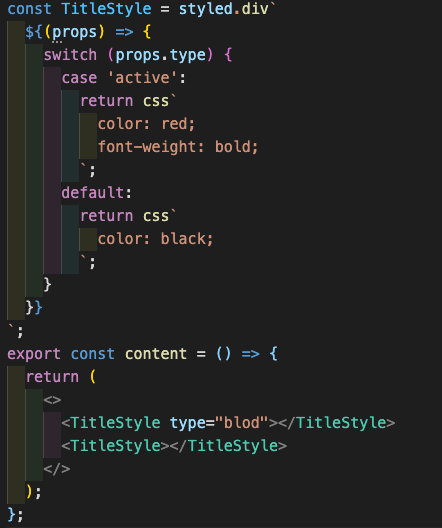 const TitleStyle = styled.div`
  ${(props) => {
    switch (props.type) {
      case 'active':
        return css`
          color: red;
          font-weight: bold;
        `;
      default:
        return css`
          color: black;
        `;
    }
  }}
`;
export const content = () => {
  return (
    <>
      <TitleStyle type="blod"></TitleStyle>
      <TitleStyle></TitleStyle>
    </>
  );
};